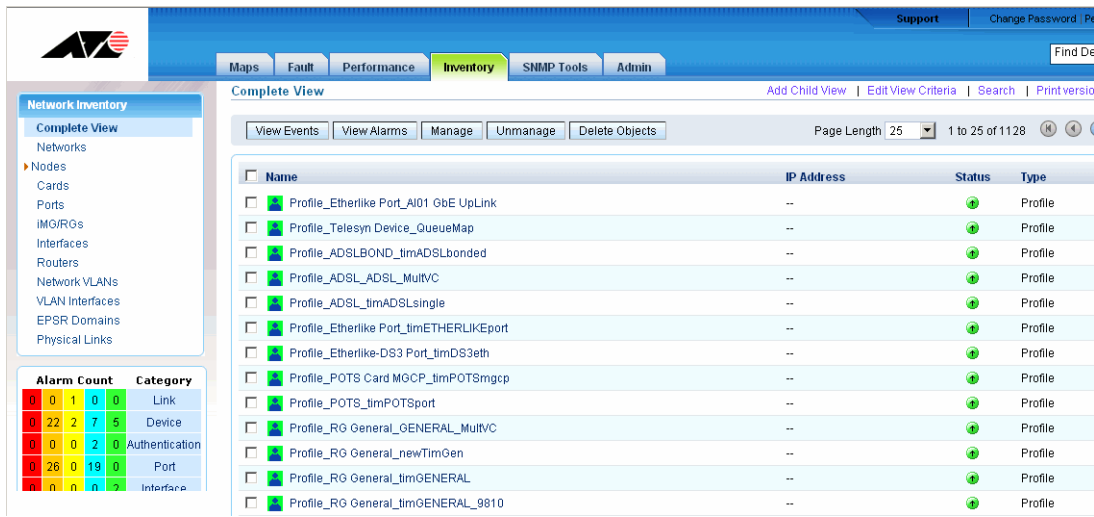 Support | Change Password | Pe
Find De
Maps Fault Performance Inventory SNMP Tools Admin
Complete View
Add Child View | Edit View Criteria | Search | Print versio
Network Inventory
Complete View
Networks
Nodes
Cards
Ports
iMG/RGs
Interfaces
Routers
Network VLANs
VLAN Interfaces
EPSR Domains
Physical Links
View Events View Alarms Manage Unmanage Delete Objects
Page Length 25 1 to 25 of 1128
Name IP Address Status Type
Profile_Etherlike Port_AI01 GbE UpLink -- Profile
Profile_Telesyn Device_QueueMap -- Profile
Profile_ADSLBOND_timADSLbonded -- Profile
Profile_ADSL_ADSL_MultVC -- Profile
Profile_ADSL_timADSLsingle -- Profile
Profile_Etherlike Port_timETHERLIKEport -- Profile
Profile_Etherlike-DS3 Port_timDS3eth -- Profile
Profile_POTS Card MGCP_timPOTSmgcp -- Profile
Profile_POTS_timPOTSport -- Profile
Profile_RG General_GENERAL_MultVC -- Profile
Profile_RG General_newTimGen -- Profile
Profile_RG General_timGENERAL -- Profile
Profile_RG General_timGENERAL_9810 -- Profile
Alarm Count Category
0 0 1 0 0 Link
0 22 2 7 5 Device
0 0 0 2 0 Authentication
0 26 0 19 0 Port
0 0 0 0 2 Interface